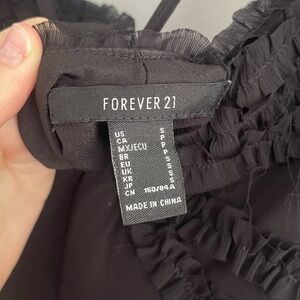 FOREVER 21
US S
CA P
MX/ECU P
BR P
EU S
UK S
KR S
JP S
CN 160/84A
MADE IN CHINA